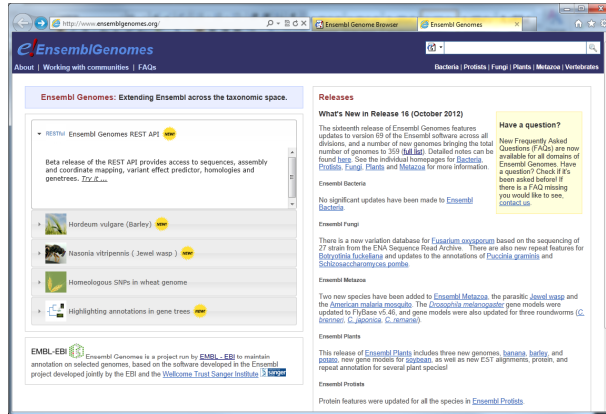 http://www.ensemblgenomes.org/
Ensembl Genome Browser
Ensembl Genomes
EnsemblGenomes
About | Working with communities | FAQs
Bacteria | Protists | Fungi | Plants | Metazoa | Vertebrates
Ensembl Genomes: Extending Ensembl across the taxonomic space.
RESTful Ensembl Genomes REST API NEW!
Beta release of the REST API provides access to sequences, assembly
and coordinate mapping, variant effect predictor, homologies and
genetrees. Try it ...
Hordeum vulgare (Barley) NEW!
Nasonia vitripennis ( Jewel wasp ) NEW!
Homeologous SNPs in wheat genome
Highlighting annotations in gene trees NEW!
EMBL-EBI Ensembl Genomes is a project run by EMBL - EBI to maintain
annotation on selected genomes, based on the software developed in the Ensembl
project developed jointly by the EBI and the Wellcome Trust Sanger Institute sanger
Releases
What's New in Release 16 (October 2012)
The sixteenth release of Ensembl Genomes features
updates to version 69 of the Ensembl software across all
divisions, and a number of new genomes bringing the total
number of genomes to 359 (full list). Detailed notes can be
found here. See the individual homepages for Bacteria,
Protists, Fungi, Plants and Metazoa for more information.
Have a question?
New Frequently Asked
Questions (FAQs) are now
available for all domains of
Ensembl Genomes. Have
a question? Check if it's
been asked before! If
there is a FAQ missing
you would like to see,
contact us.
Ensembl Bacteria
No significant updates have been made to Ensembl
Bacteria.
Ensembl Fungi
There is a new variation database for Fusarium oxysporum based on the sequencing of
27 strain from the ENA Sequence Read Archive. There are also new repeat features for
Botryotinia fuckeliana and updates to the annotations of Puccinia graminis and
Schizosaccharomyces pombe.
Ensembl Metazoa
Two new species have been added to Ensembl Metazoa, the parasitic Jewel wasp and
the American malaria mosquito. The Drosophila melanogaster gene models were
updated to FlyBase v5.46, and gene models were also updated for three roundworms (C.
brenneri, C. japonica, C. remanei).
Ensembl Plants
This release of Ensembl Plants includes three new genomes, banana, barley, and
potato, new gene models for soybean, as well as new EST alignments, protein, and
repeat annotation for several plant species!
Ensembl Protists
Protein features were updated for all the species in Ensembl Protists.